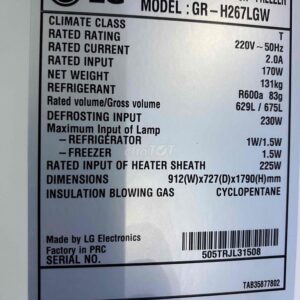 LG FREEZER
MODEL : GR-H267LGW
CLIMATE CLASS T
RATED RATING 220V~50Hz
RATED CURRENT 2.0A
RATED INPUT 170W
WEIGHT 131kg
REFRIGERANT R600a 83g
Rated volume/Gross volume 629L / 675L
DEFROSTING INPUT 230W
Maximum Input of Lamp
-REFRIGERATOR 1W/1.5W
-FREEZER 1.5W
RATED INPUT OF HEATER SHEATH 225W
DIMENSIONS 912(W)x727(D)x1790(H)mm
INSULATION BLOWING GAS CYCLOPENTANE
Made by LG Electronics
Factory in PRC
SERIAL NO. 505TRJL31508
TAB35877802